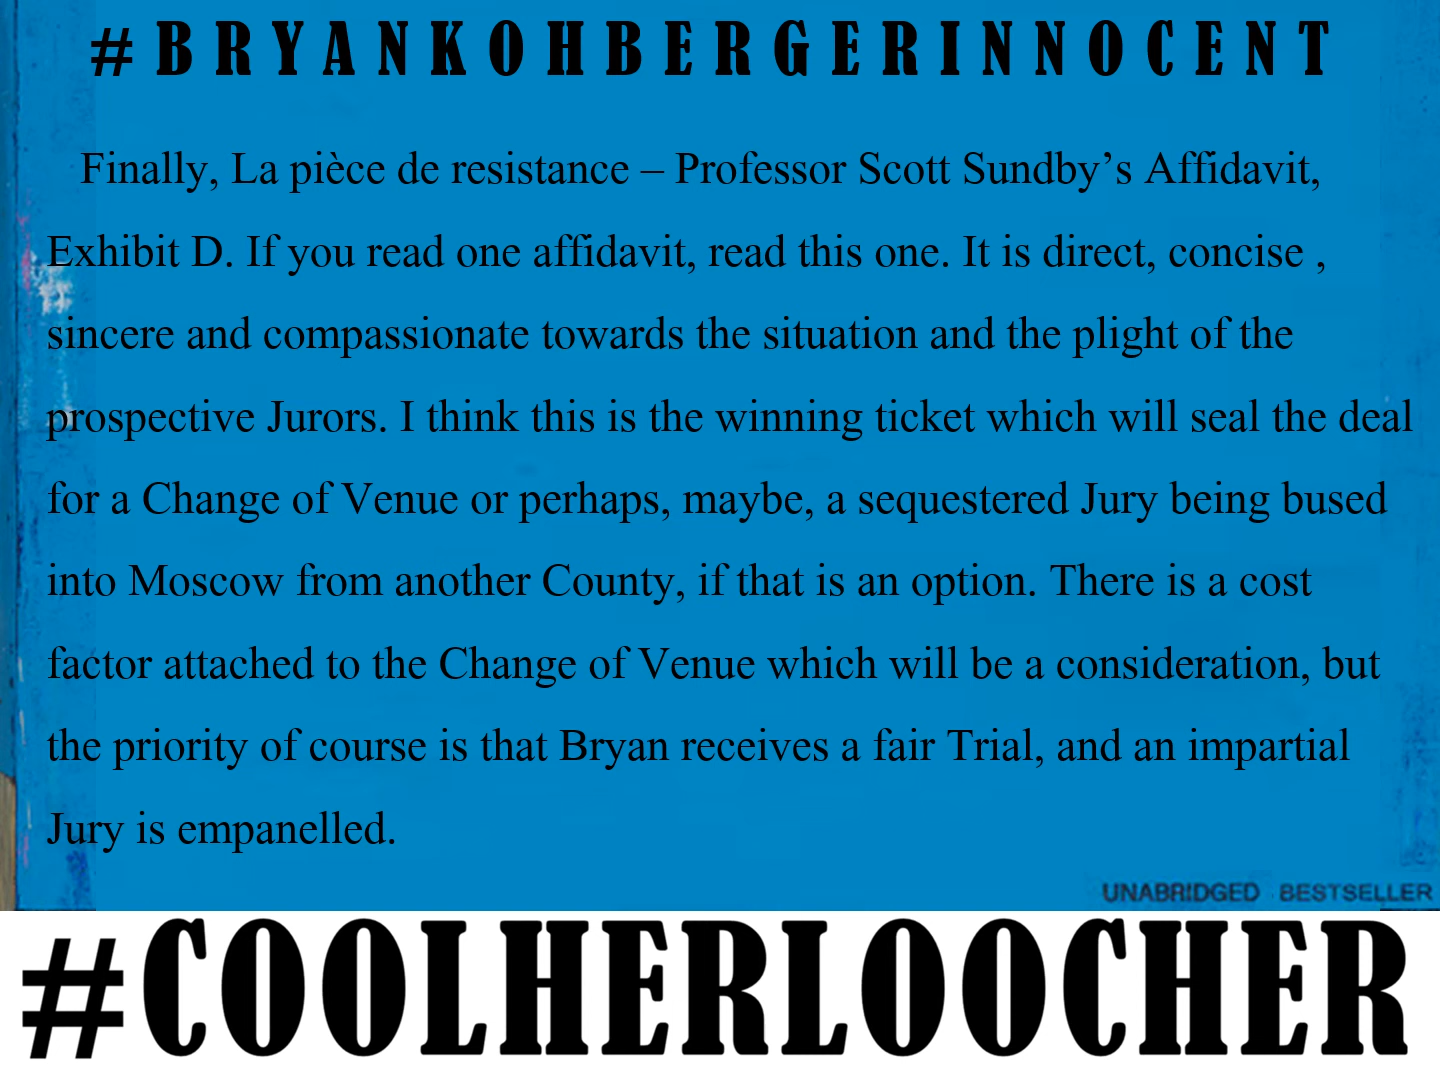 #BRYANKOHBERGERINNOCENT
Finally, La pièce de resistance – Professor Scott Sundby’s Affidavit,
Exhibit D. If you read one affidavit, read this one. It is direct, concise ,
sincere and compassionate towards the situation and the plight of the
prospective Jurors. I think this is the winning ticket which will seal the deal
for a Change of Venue or perhaps, maybe, a sequestered Jury being bused
into Moscow from another County, if that is an option. There is a cost
factor attached to the Change of Venue which will be a consideration, but
the priority of course is that Bryan receives a fair Trial, and an impartial
Jury is empanelled.
UNABRIDGED BESTSELLER
#COOLHERLOOCHER